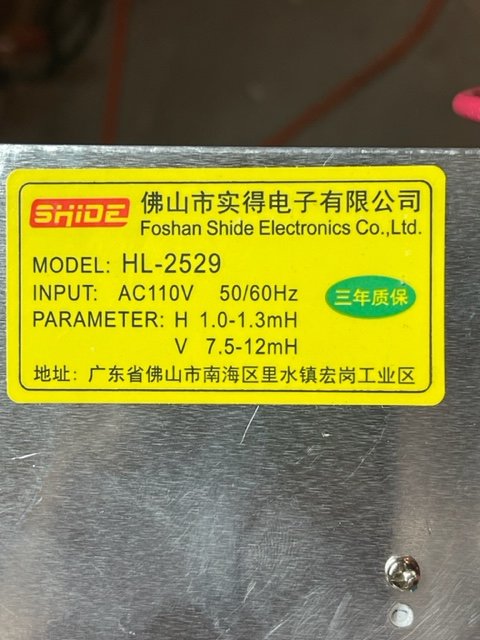 SHIDE 佛山市实得电子有限公司
Foshan Shide Electronics Co.,Ltd.
MODEL: HL-2529
INPUT: AC110V 50/60Hz
三年质保
PARAMETER: H 1.0-1.3mH
V 7.5-12mH
地址: 广东省佛山市南海区里水镇宏岗工业区